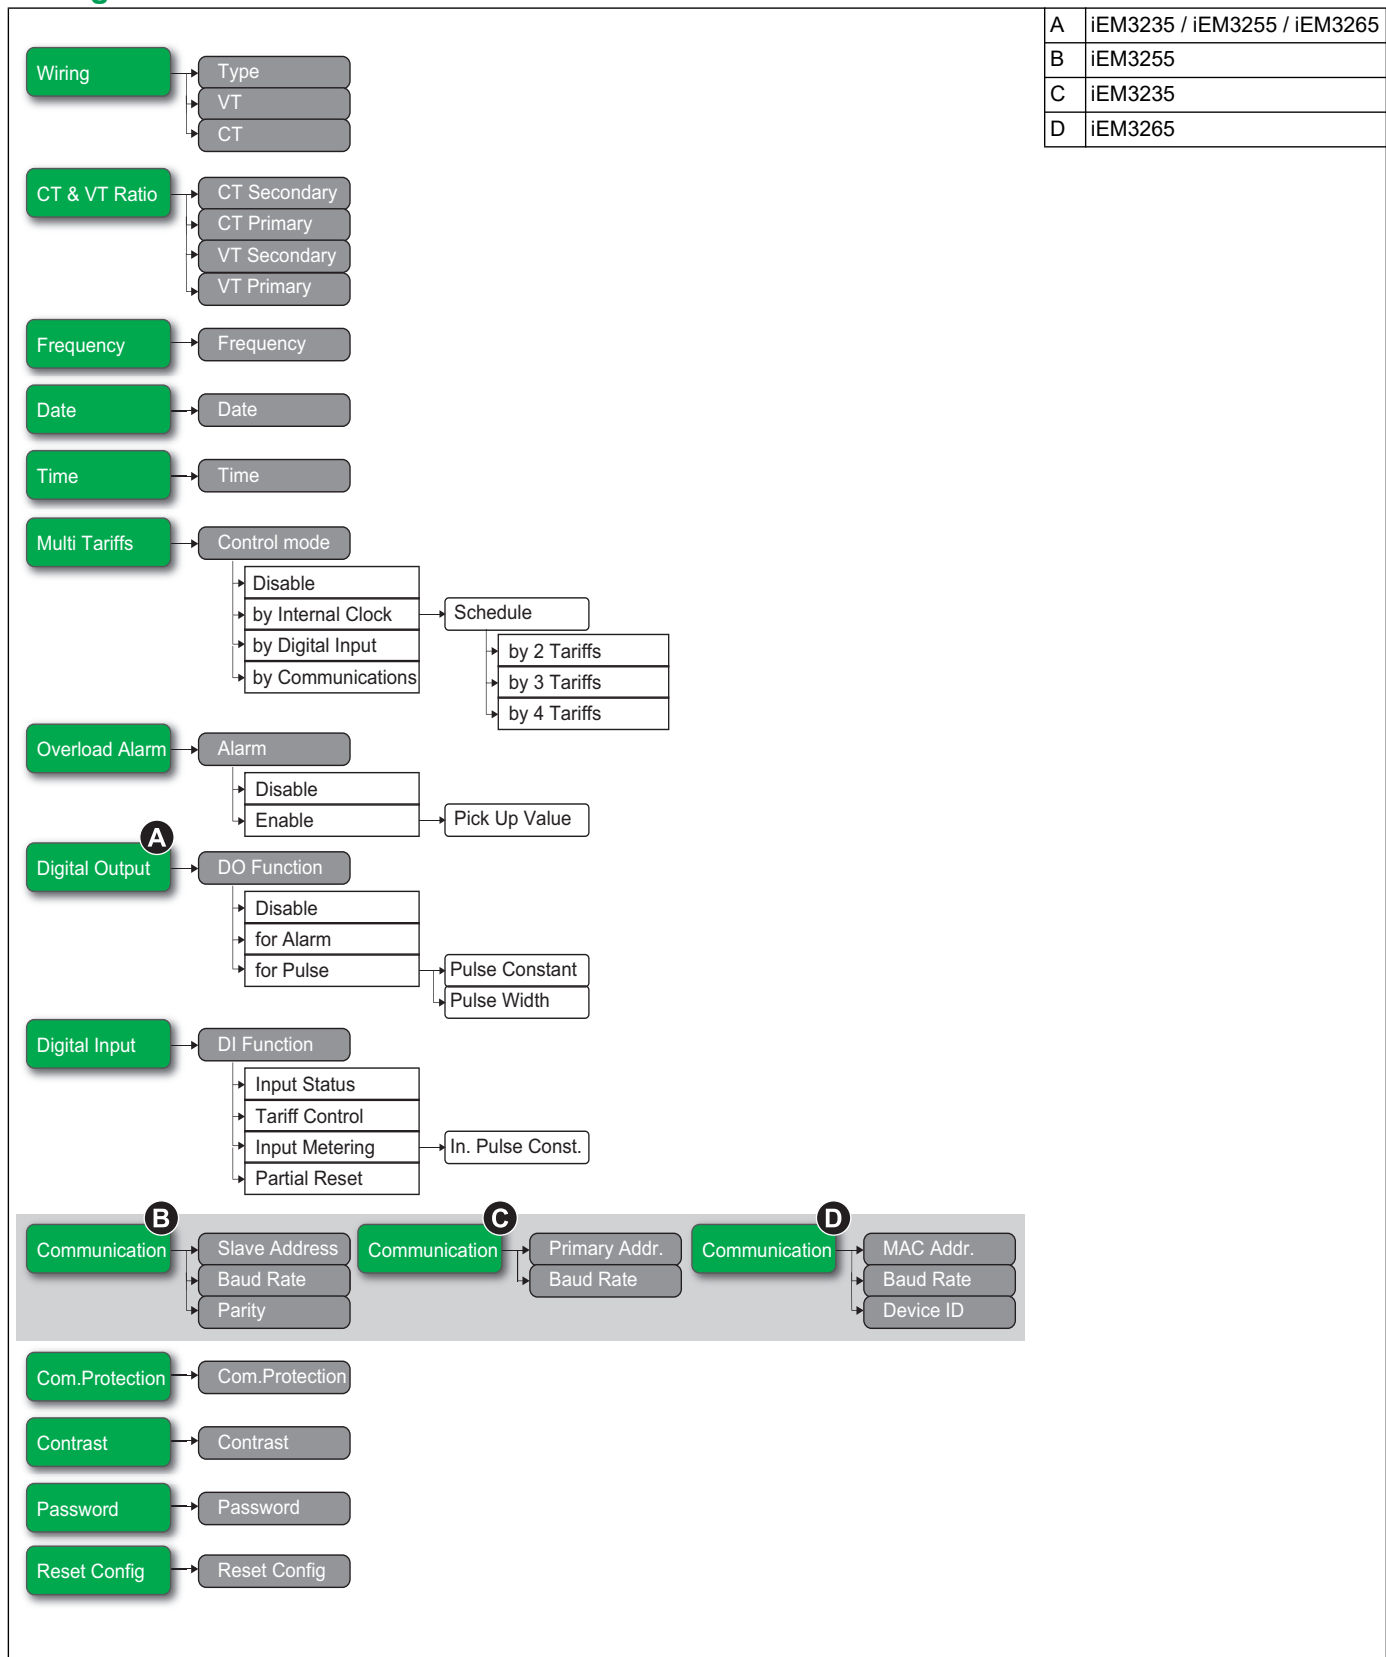 A iEM3235 / iEM3255 / iEM3265
B iEM3255
C iEM3235
D iEM3265
Wiring
Type
VT
CT
CT & VT Ratio
CT Secondary
CT Primary
VT Secondary
VT Primary
Frequency
Frequency
Date
Date
Time
Time
Multi Tariffs
Control mode
Disable
by Internal Clock
by Digital Input
by Communications
Schedule
by 2 Tariffs
by 3 Tariffs
by 4 Tariffs
Overload Alarm
Alarm
Disable
Enable
Pick Up Value
A
Digital Output
DO Function
Disable
for Alarm
for Pulse
Pulse Constant
Pulse Width
Digital Input
DI Function
Input Status
Tariff Control
Input Metering
Partial Reset
In. Pulse Const.
B
Communication
Slave Address
Baud Rate
Parity
C
Communication
Primary Addr.
Baud Rate
D
Communication
MAC Addr.
Baud Rate
Device ID
Com.Protection
Com.Protection
Contrast
Contrast
Password
Password
Reset Config
Reset Config